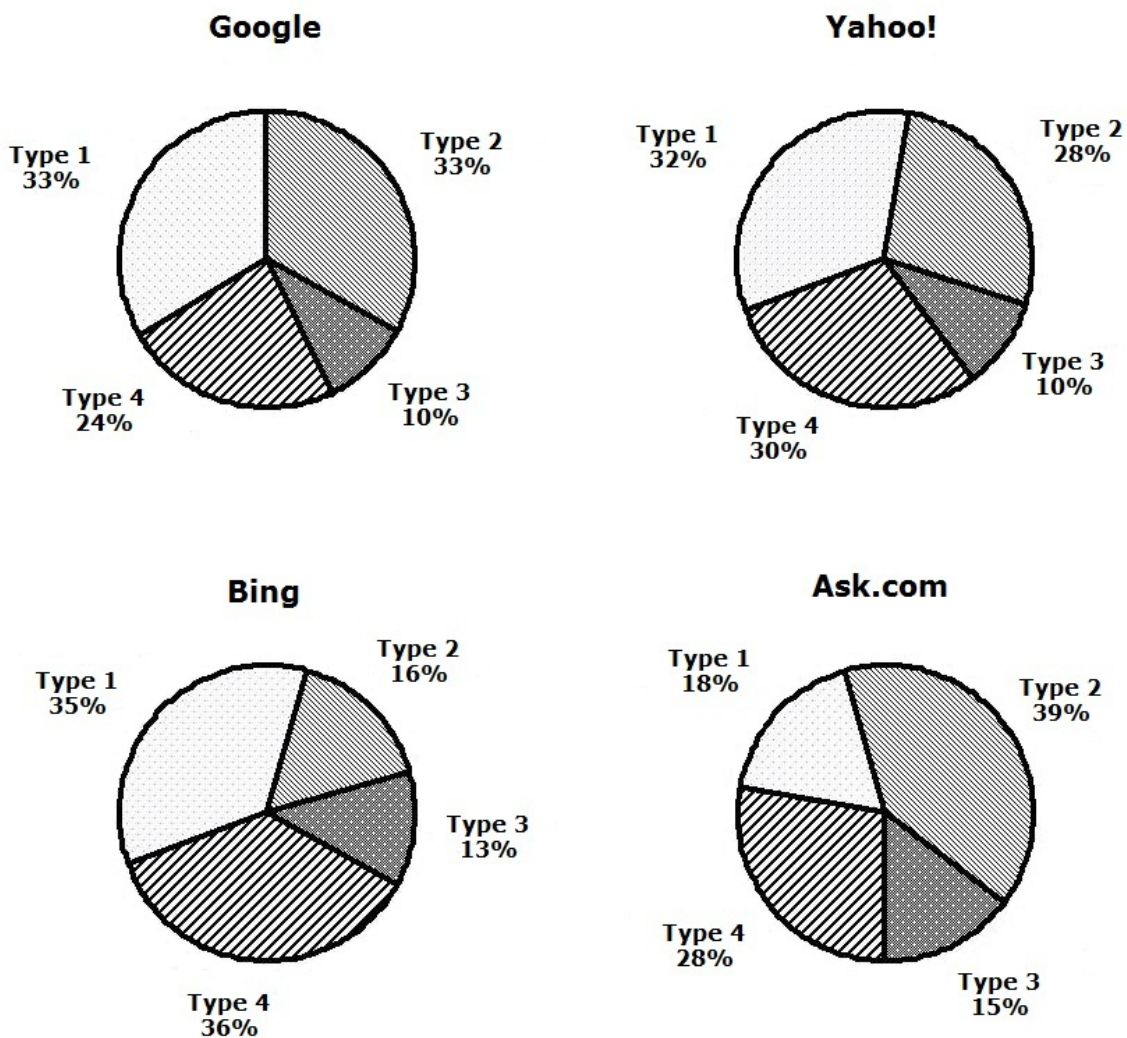 Google
Type 1
33%
Type 2
33%
Type 4
24%
Type 3
10%
Yahoo!
Type 1
32%
Type 2
28%
Type 3
10%
Type 4
30%
Bing
Type 1
35%
Type 2
16%
Type 3
13%
Type 4
36%
Ask.com
Type 1
18%
Type 2
39%
Type 4
28%
Type 3
15%